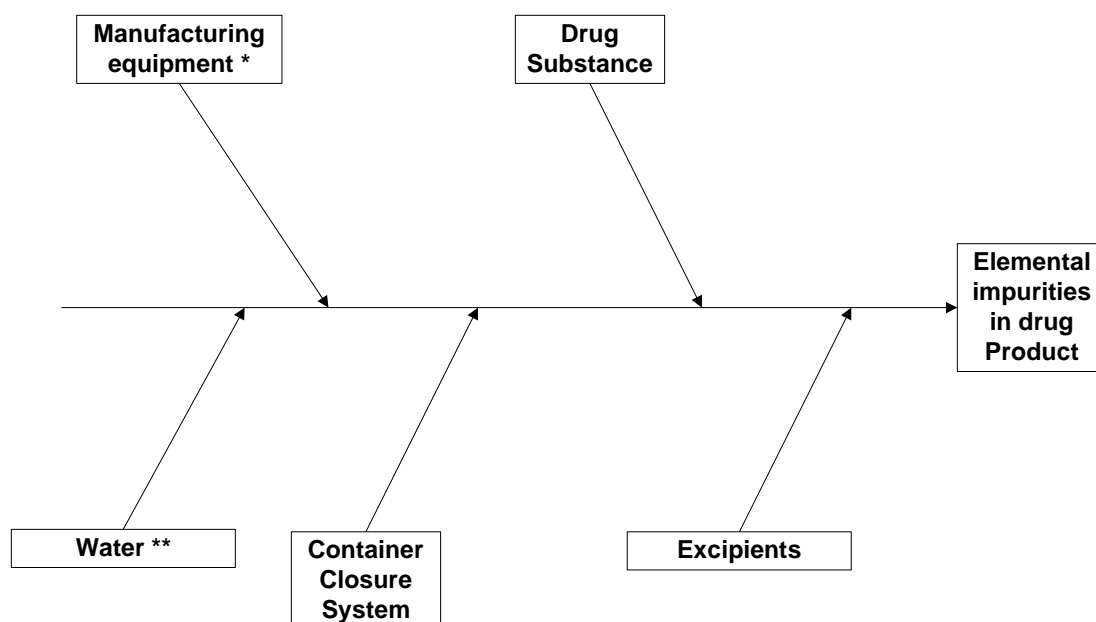 Manufacturing
equipment *
Drug
Substance
Elemental
impurities
in drug
Product
Water **
Container
Closure
System
Excipients